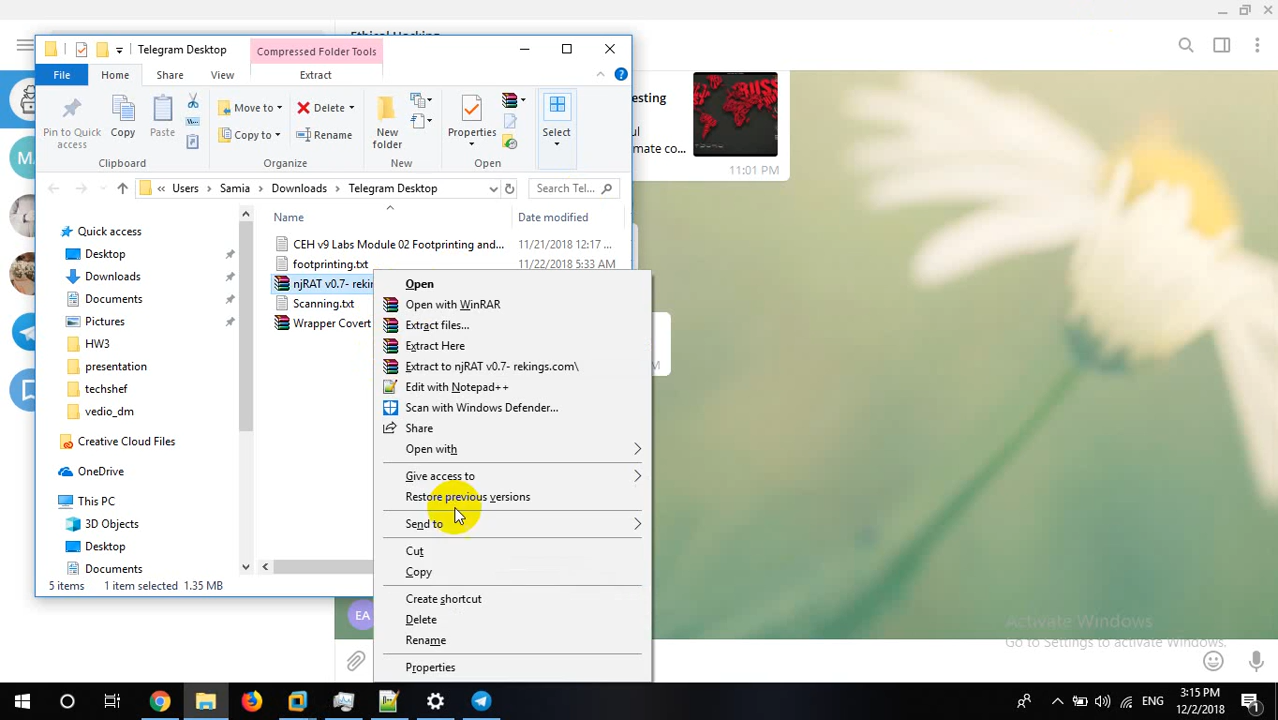 Ethical Hacking
Telegram Desktop
Compressed Folder Tools
File
Home
Share
View
Extract
Pin to Quick access
Copy
Paste
Move to
Copy to
Delete
Rename
New folder
Properties
Select
Clipboard
Organize
New
Open
« Users > Samia > Downloads > Telegram Desktop
Search Tel...
Name
Date modified
Quick access
Desktop
Downloads
Documents
Pictures
HW3
presentation
techshef
vedio_dm
Creative Cloud Files
OneDrive
This PC
3D Objects
Desktop
Documents
CEH v9 Labs Module 02 Footprinting and... 11/21/2018 12:17 ...
footprinting.txt 11/22/2018 5:33 AM
njRAT v0.7- rekin
Scanning.txt
Wrapper Covert
5 items 1 item selected 1.35 MB
Open
Open with WinRAR
Extract files...
Extract Here
Extract to njRAT v0.7- rekings.com\
Edit with Notepad++
Scan with Windows Defender...
Share
Open with
Give access to
Restore previous versions
Send to
Cut
Copy
Create shortcut
Delete
Rename
Properties
esting
ul
mate co...
11:01 PM
M
EA
Activate Windows
Go to Settings to activate Windows.
ENG
3:15 PM
12/2/2018
1